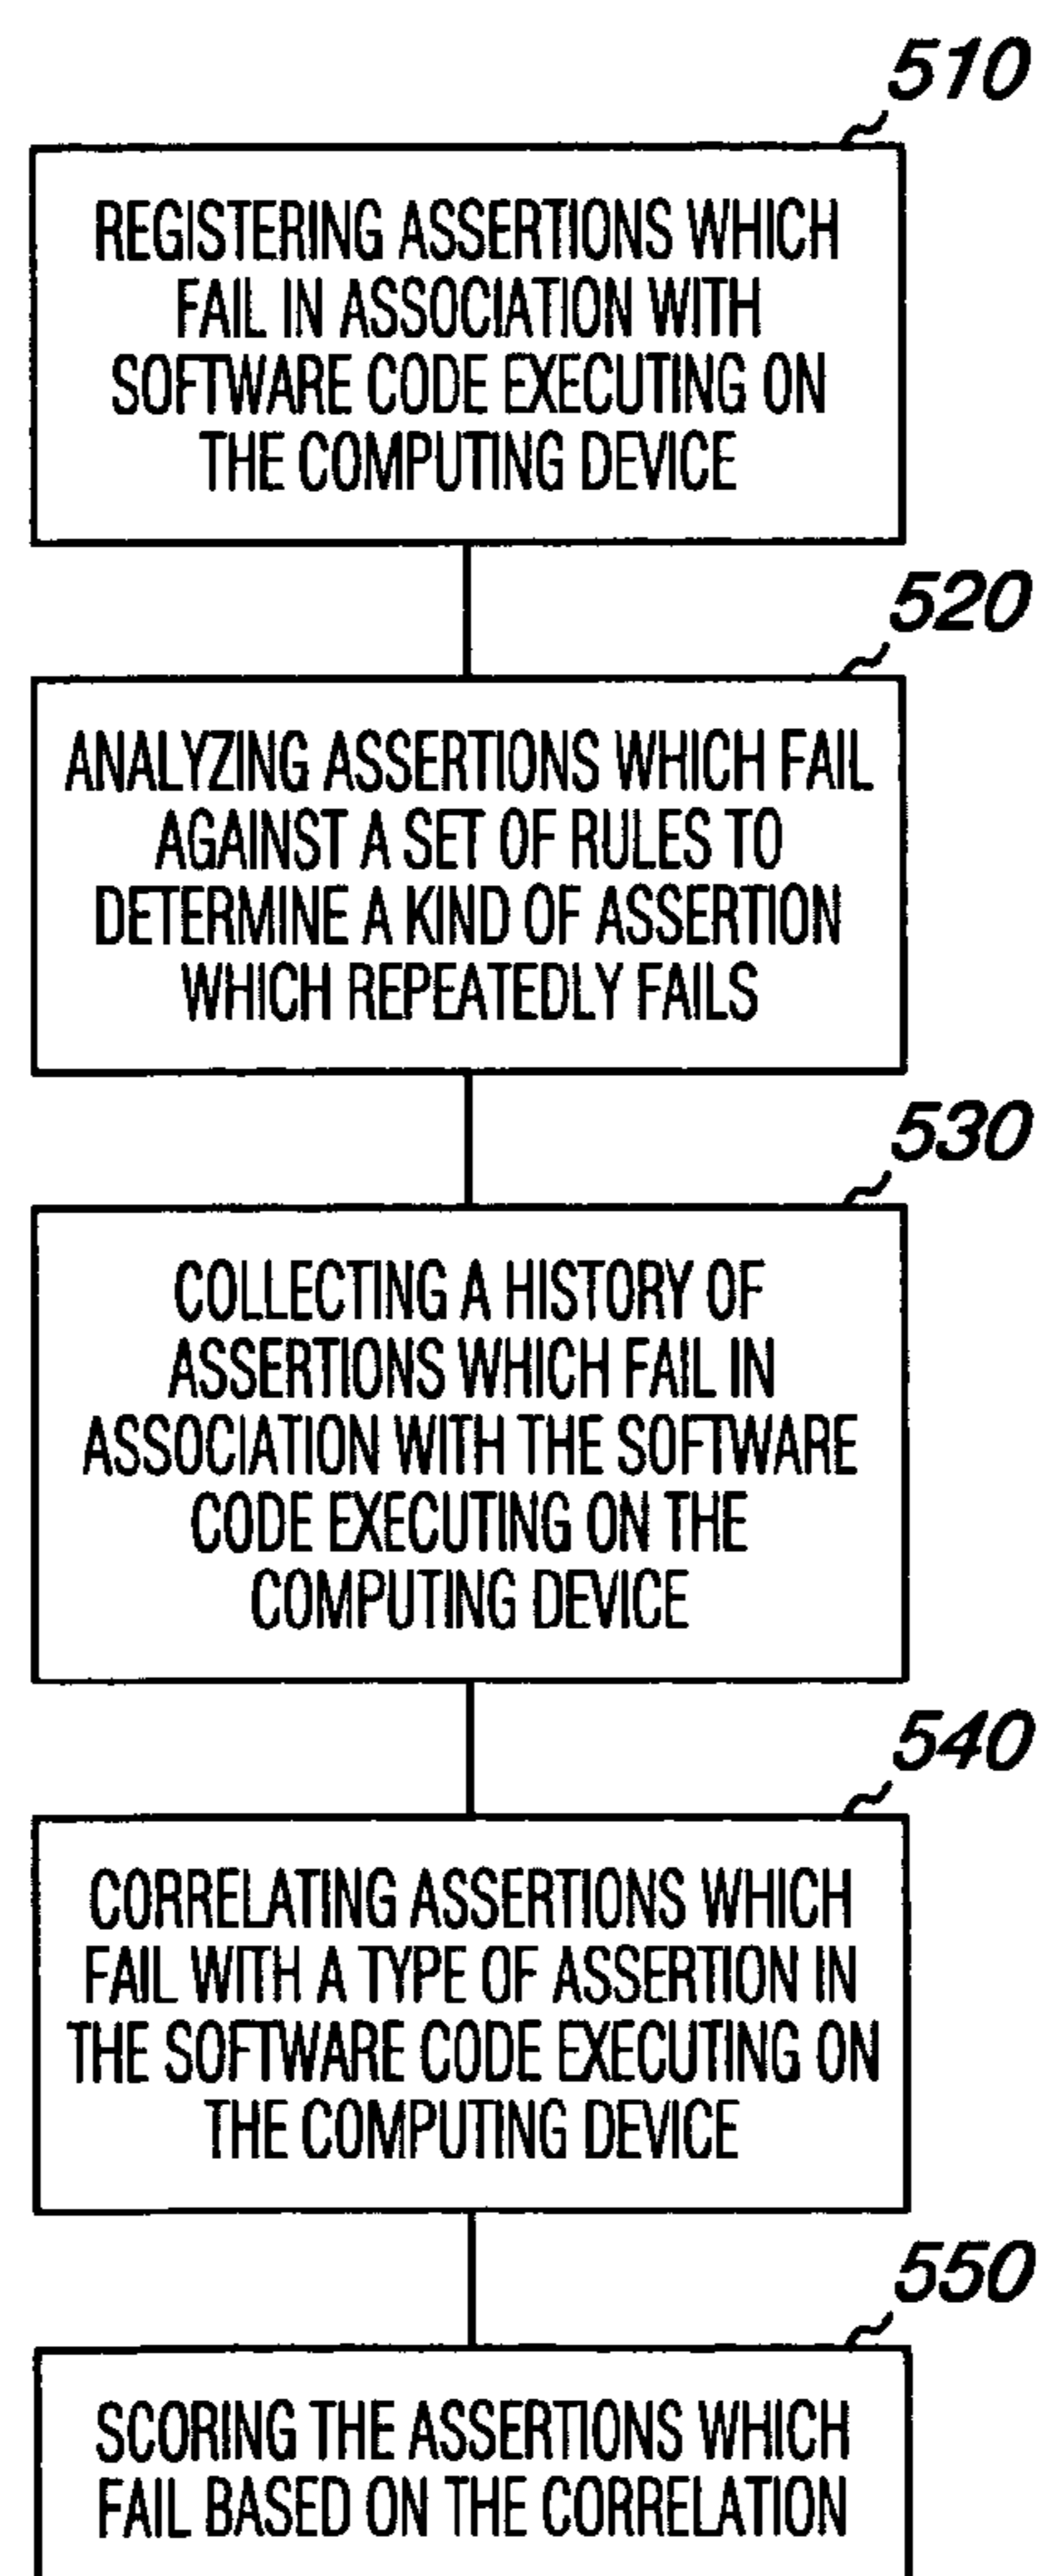 510
REGISTERING ASSERTIONS WHICH
FAIL IN ASSOCIATION WITH
SOFTWARE CODE EXECUTING ON
THE COMPUTING DEVICE
520
ANALYZING ASSERTIONS WHICH FAIL
AGAINST A SET OF RULES TO
DETERMINE A KIND OF ASSERTION
WHICH REPEATEDLY FAILS
530
COLLECTING A HISTORY OF
ASSERTIONS WHICH FAIL IN
ASSOCIATION WITH THE SOFTWARE
CODE EXECUTING ON THE
COMPUTING DEVICE
540
CORRELATING ASSERTIONS WHICH
FAIL WITH A TYPE OF ASSERTION IN
THE SOFTWARE CODE EXECUTING ON
THE COMPUTING DEVICE
550
SCORING THE ASSERTIONS WHICH
FAIL BASED ON THE CORRELATION